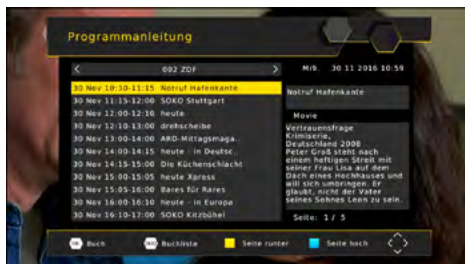 Programmanleitung
002 ZDF
Mi9. 30 11 2016 10:59
30 Nov 10:30-11:15 Notruf Hafenkante
30 Nov 11:15-12:00 SOKO Stuttgart
30 Nov 12:00-12:10 heute
30 Nov 12:10-13:00 drehscheibe
30 Nov 13:00-14:00 ARD-Mittagsmaga..
30 Nov 14:00-14:15 heute - in Deutsc..
30 Nov 14:15-15:00 Die Küchenschlacht
30 Nov 15:00-15:05 heute Xpress
30 Nov 15:05-16:00 Bares für Rares
30 Nov 16:00-16:10 heute - in Europa
30 Nov 16:10-17:00 SOKO Kitzbühel
Notruf Hafenkante
Movie
Vertrauensfrage
Krimiserie,
Deutschland 2008
Peter Groß steht nach
einem heftigen Streit mit
seiner Frau Lisa auf dem
Dach eines Hochhauses und
will sich umbringen. Er
glaubt, nicht der Vater
seines Sohnes Leon zu sein.
Seite: 1 / 5
Buch
Buchliste
Seite runter
Seite hoch